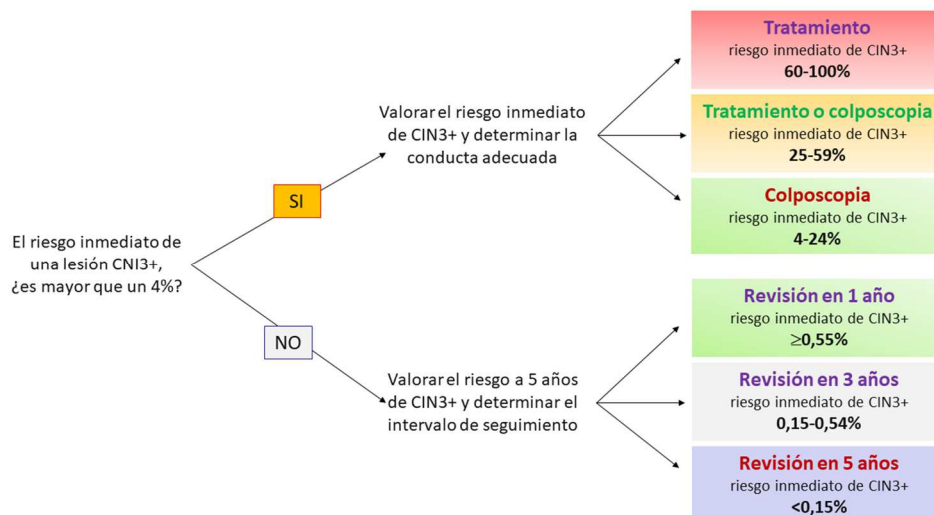 El riesgo inmediato de
una lesión CNI3+,
¿es mayor que un 4%?
SI
NO
Valorar el riesgo inmediato
de CIN3+ y determinar la
conducta adecuada
Tratamiento
riesgo inmediato de CIN3+
60-100%
Tratamiento o colposcopia
riesgo inmediato de CIN3+
25-59%
Colposcopia
riesgo inmediato de CIN3+
4-24%
Valorar el riesgo a 5 años
de CIN3+ y determinar el
intervalo de seguimiento
Revisión en 1 año
riesgo inmediato de CIN3+
≥0,55%
Revisión en 3 años
riesgo inmediato de CIN3+
0,15-0,54%
Revisión en 5 años
riesgo inmediato de CIN3+
<0,15%